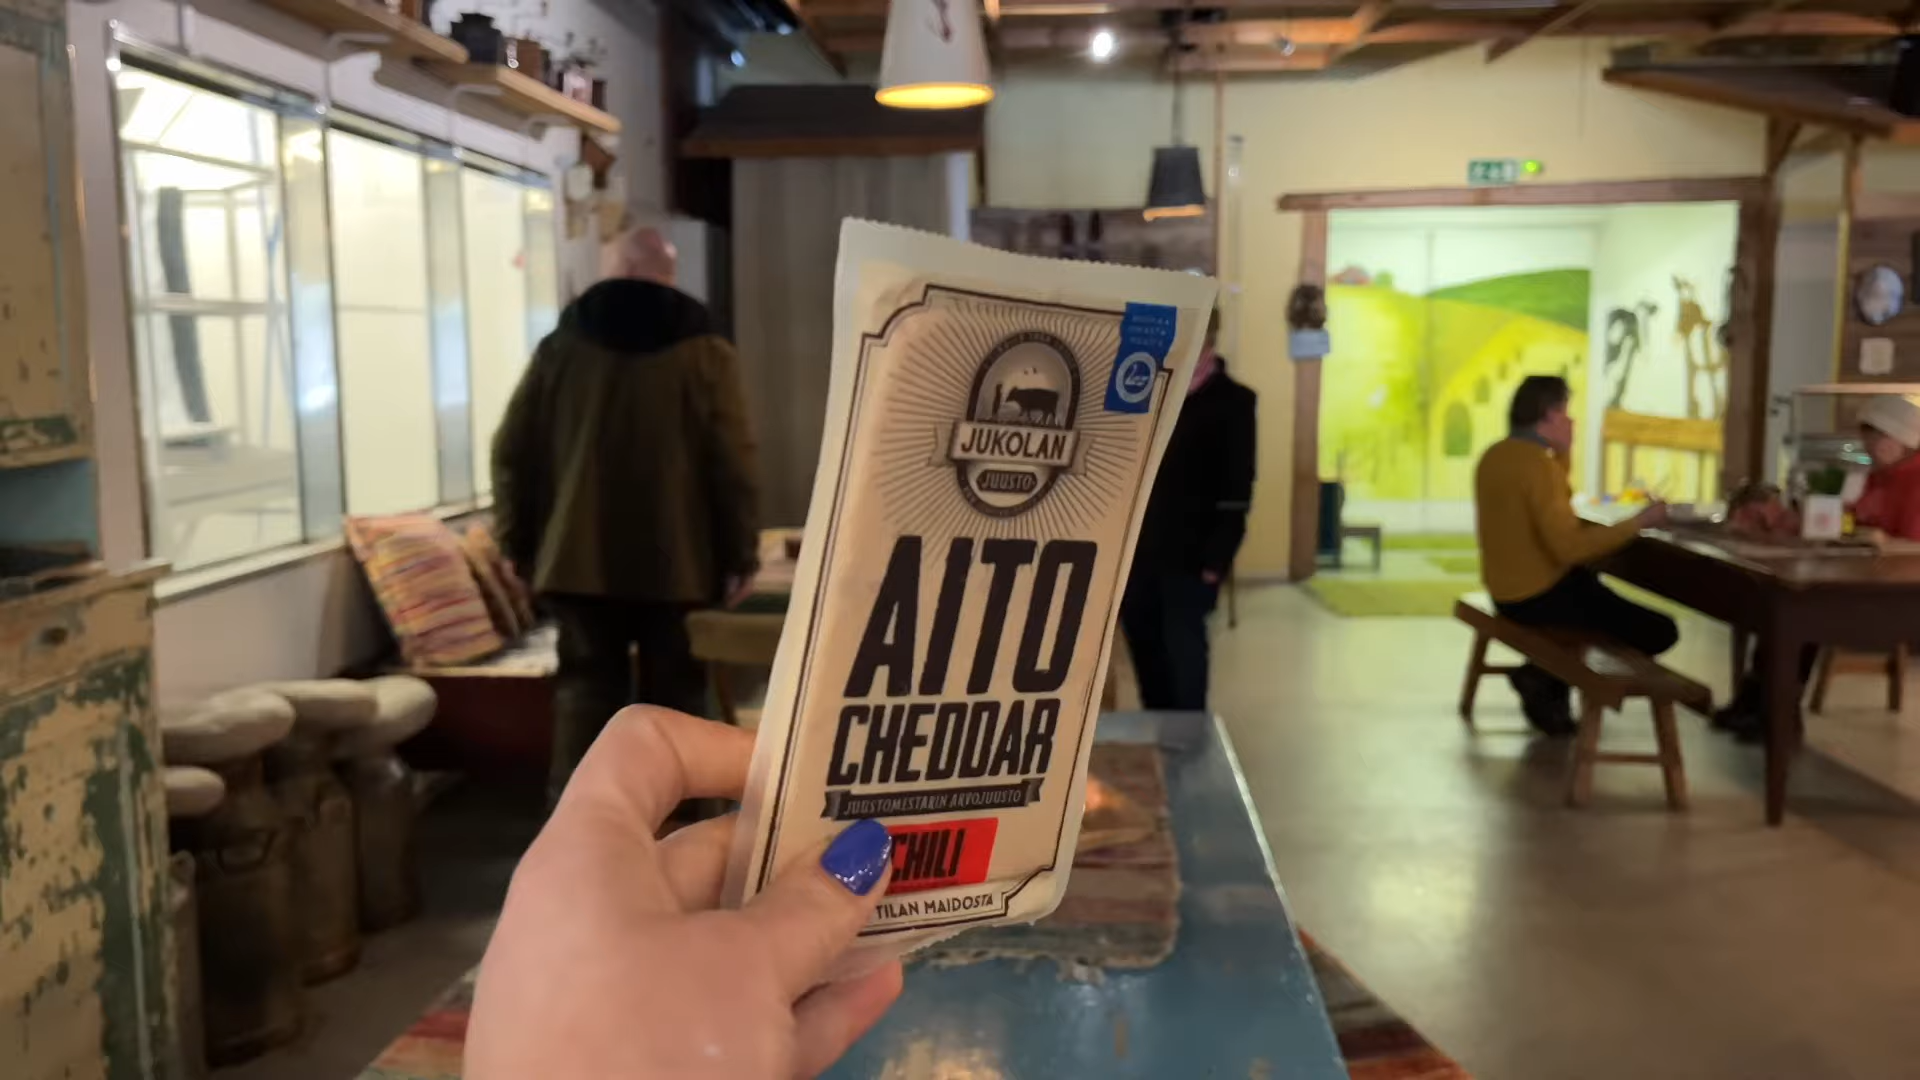 JUKOLAN
JUUSTO
AITO
CHEDDAR
JUUSTOMESTARIN ARVOJUUSTO
CHILI
TILAN MAIDOSTA